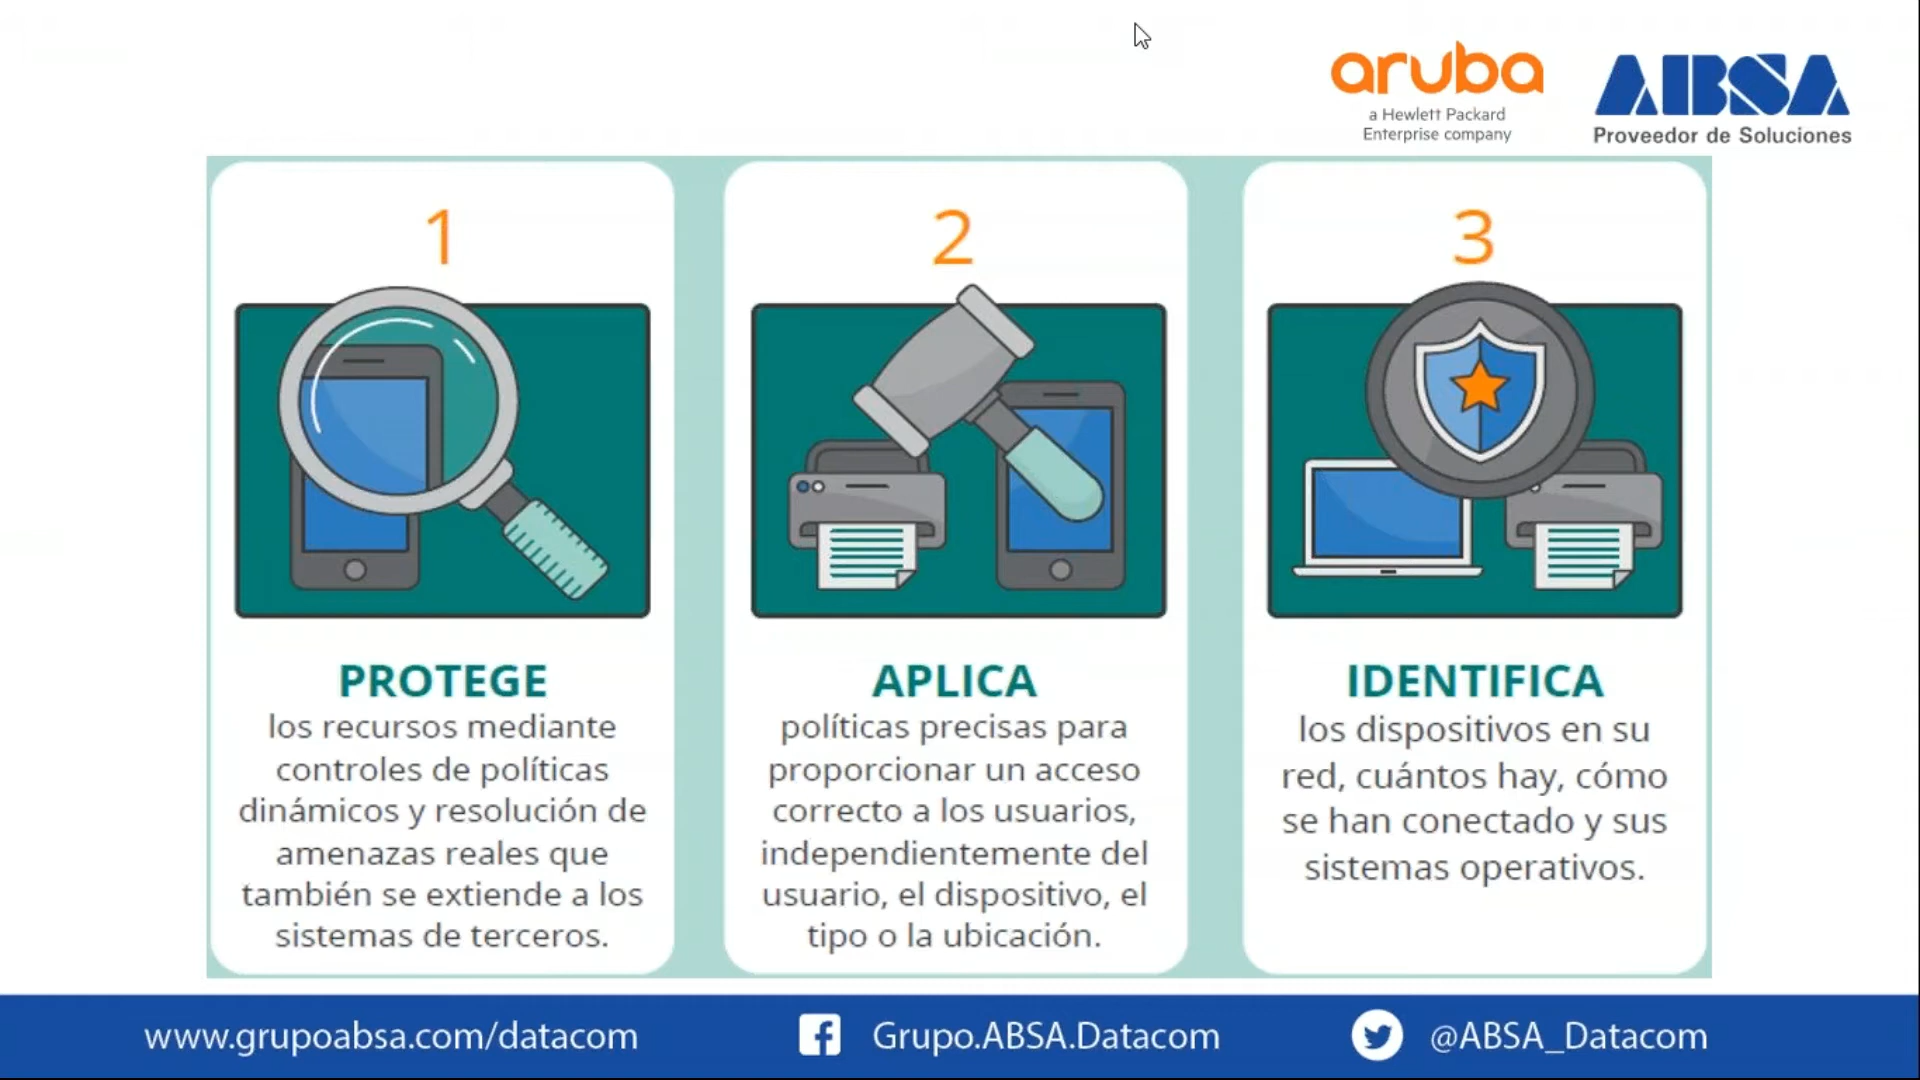 aruba
a Hewlett Packard
Enterprise company
ABSA
Proveedor de Soluciones
1
PROTEGE
los recursos mediante
controles de políticas
dinámicos y resolución de
amenazas reales que
también se extiende a los
sistemas de terceros.
2
APLICA
políticas precisas para
proporcionar un acceso
correcto a los usuarios,
independientemente del
usuario, el dispositivo, el
tipo o la ubicación.
3
IDENTIFICA
los dispositivos en su
red, cuántos hay, cómo
se han conectado y sus
sistemas operativos.
www.grupoabsa.com/datacom
Grupo.ABSA.Datacom
@ABSA_Datacom